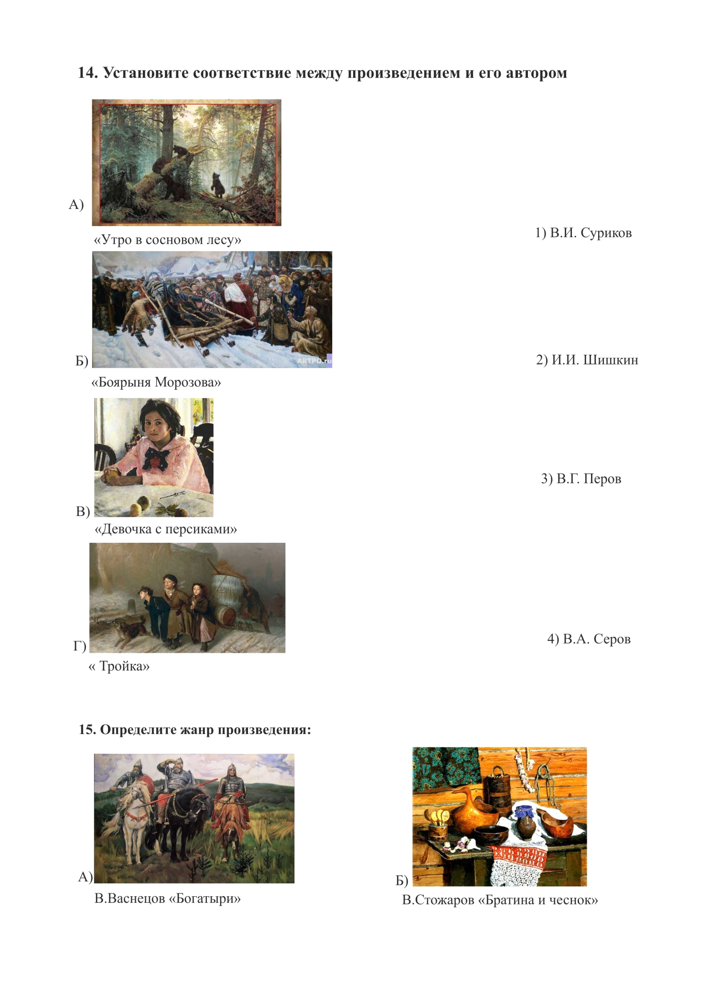 14. Установите соответствие между произведением и его автором
А)
«Утро в сосновом лесу»
1) В.И. Суриков
ARTPO.ru
Б)
2) И.И. Шишкин
«Боярыня Морозова»
3) В.Г. Перов
В)
«Девочка с персиками»
Г)
4) В.А. Серов
« Тройка»
15. Определите жанр произведения:
А)
Б)
В.Васнецов «Богатыри»
В.Стожаров «Братина и чеснок»